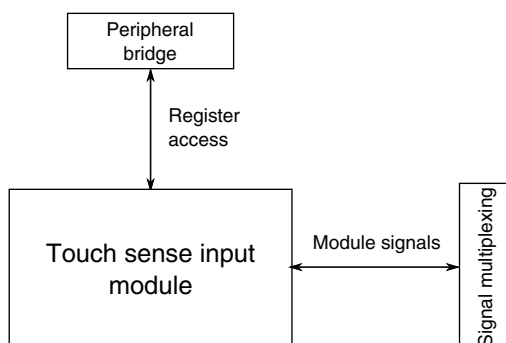 Peripheral
bridge
Register
access
Touch sense input
module
Module signals
Signal multiplexing